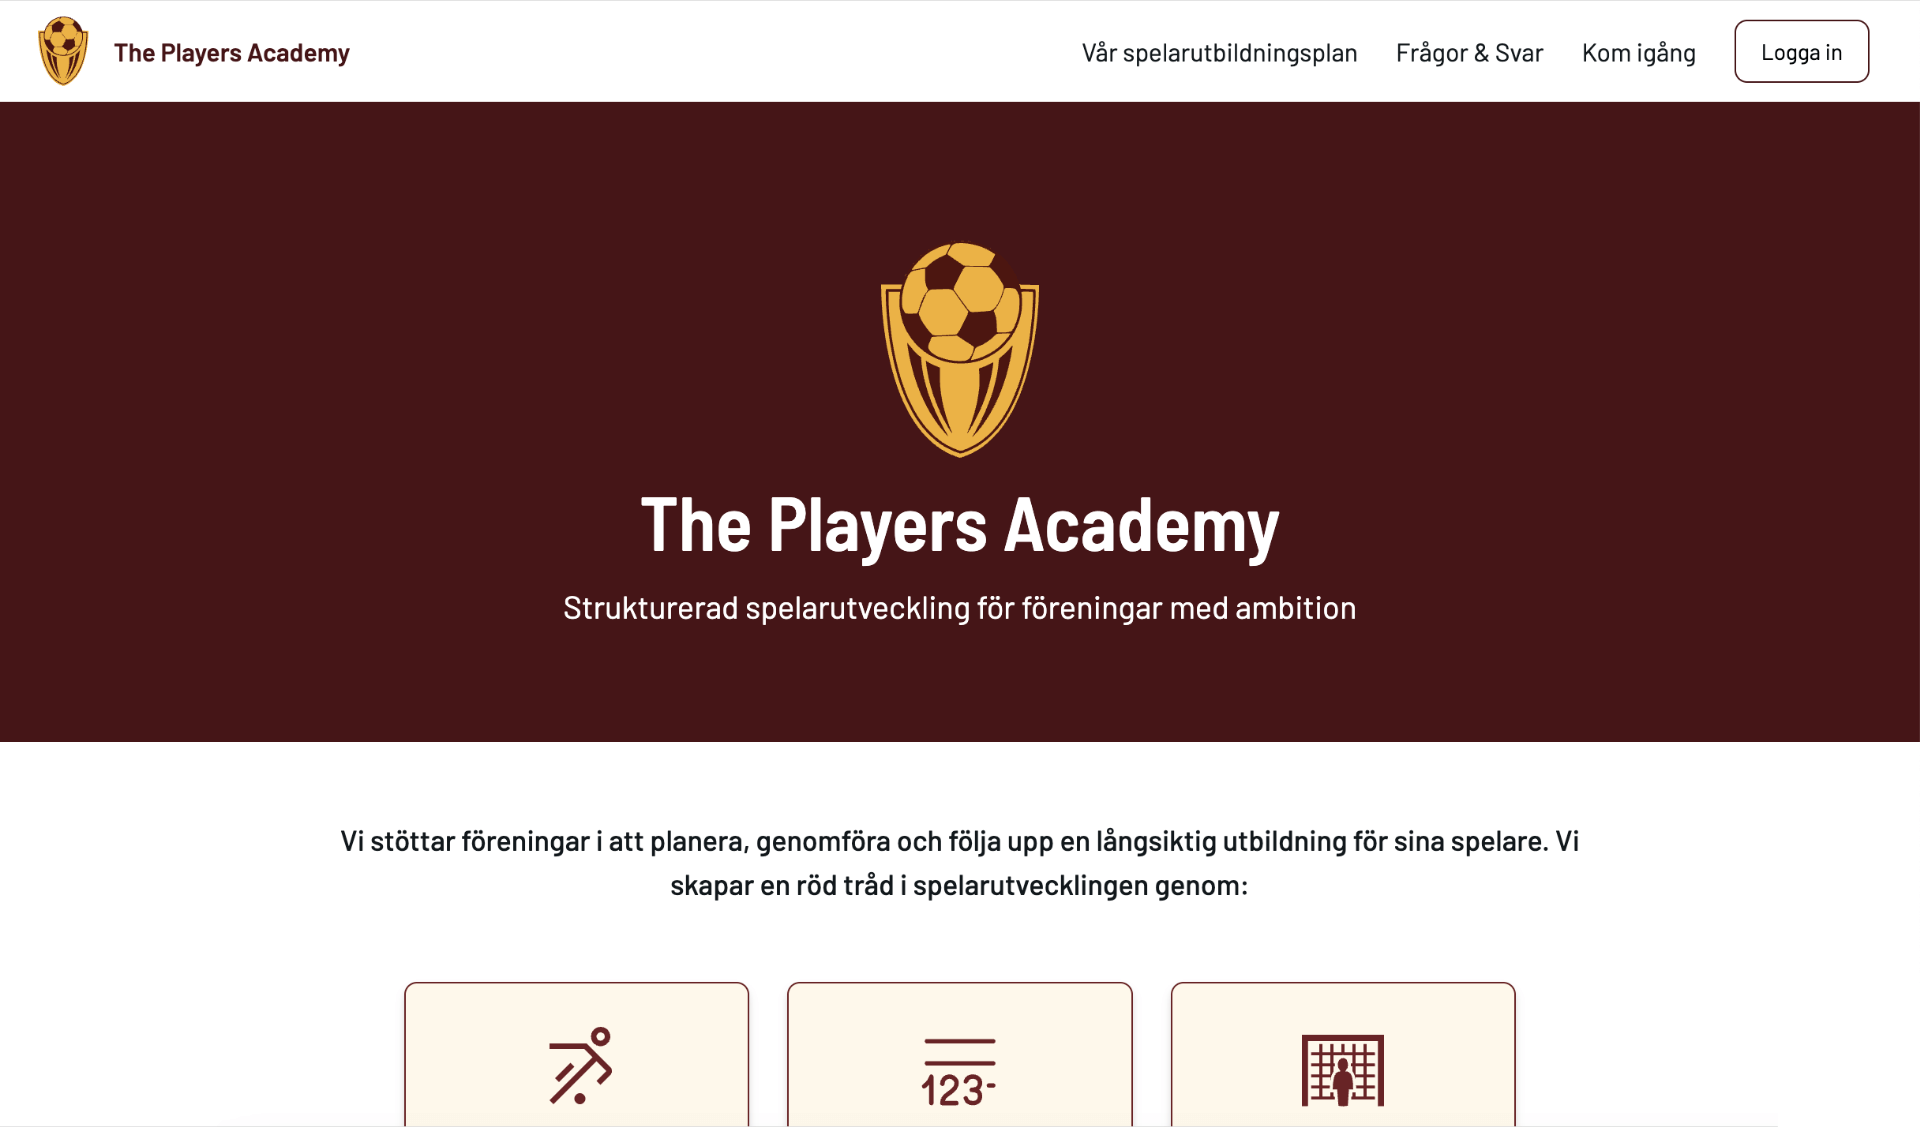 The Players Academy
Vår spelarutbildningsplan
Frågor & Svar
Kom igång
Logga in
The Players Academy
Strukturerad spelarutveckling för föreningar med ambition
Vi stöttar föreningar i att planera, genomföra och följa upp en långsiktig utbildning för sina spelare. Vi
skapar en röd tråd i spelarutvecklingen genom:
123-